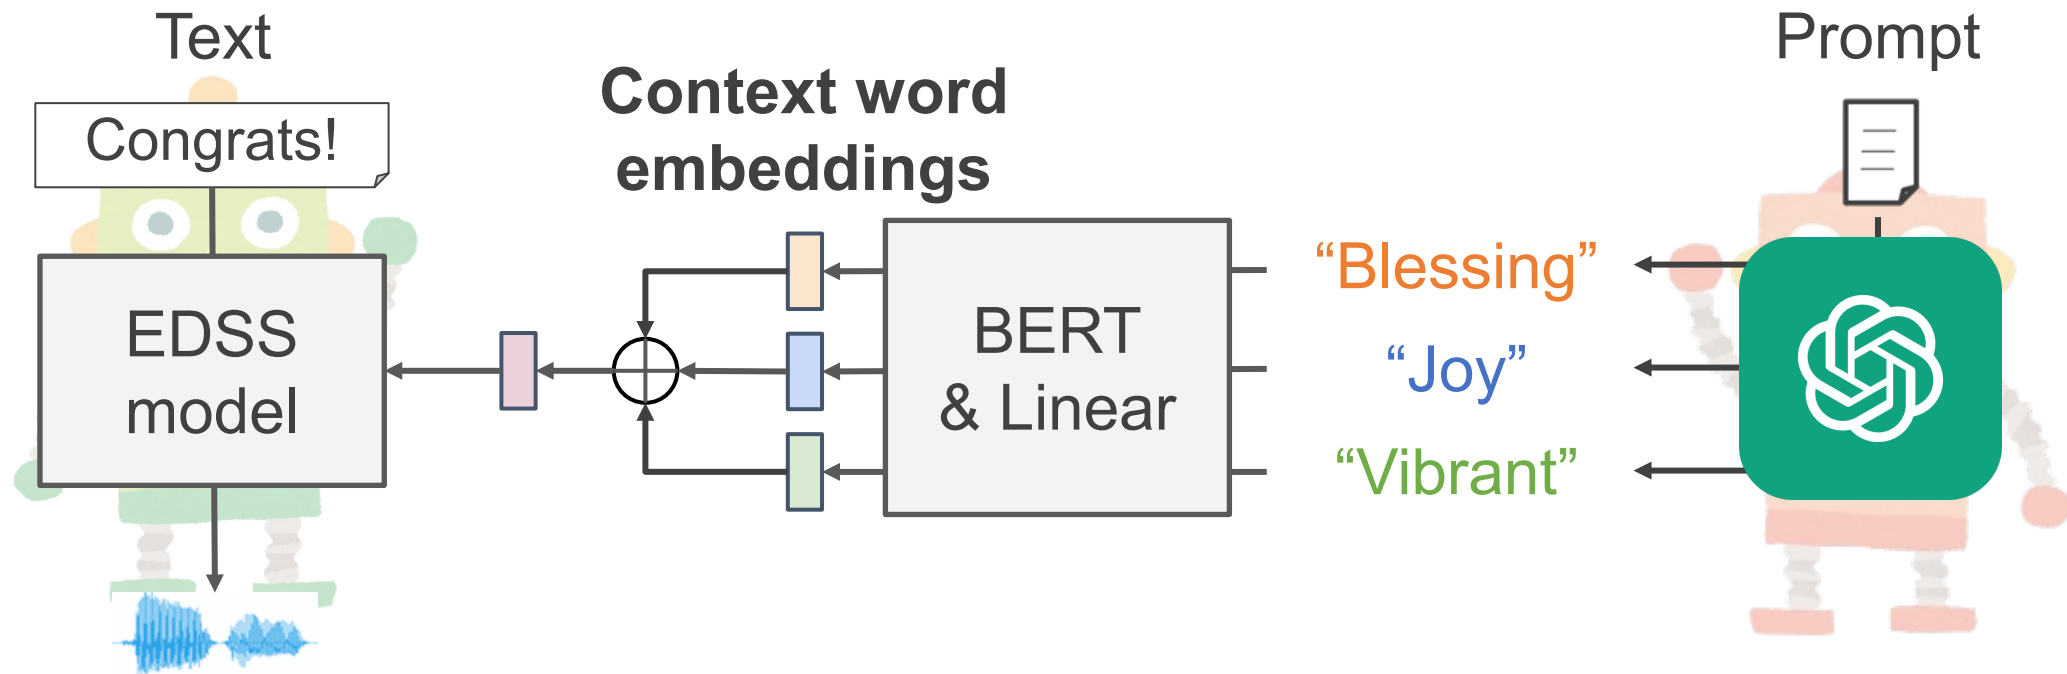 Text
Congrats!
EDSS
model
Context word
embeddings
BERT
& Linear
“Blessing”
“Joy”
“Vibrant”
Prompt